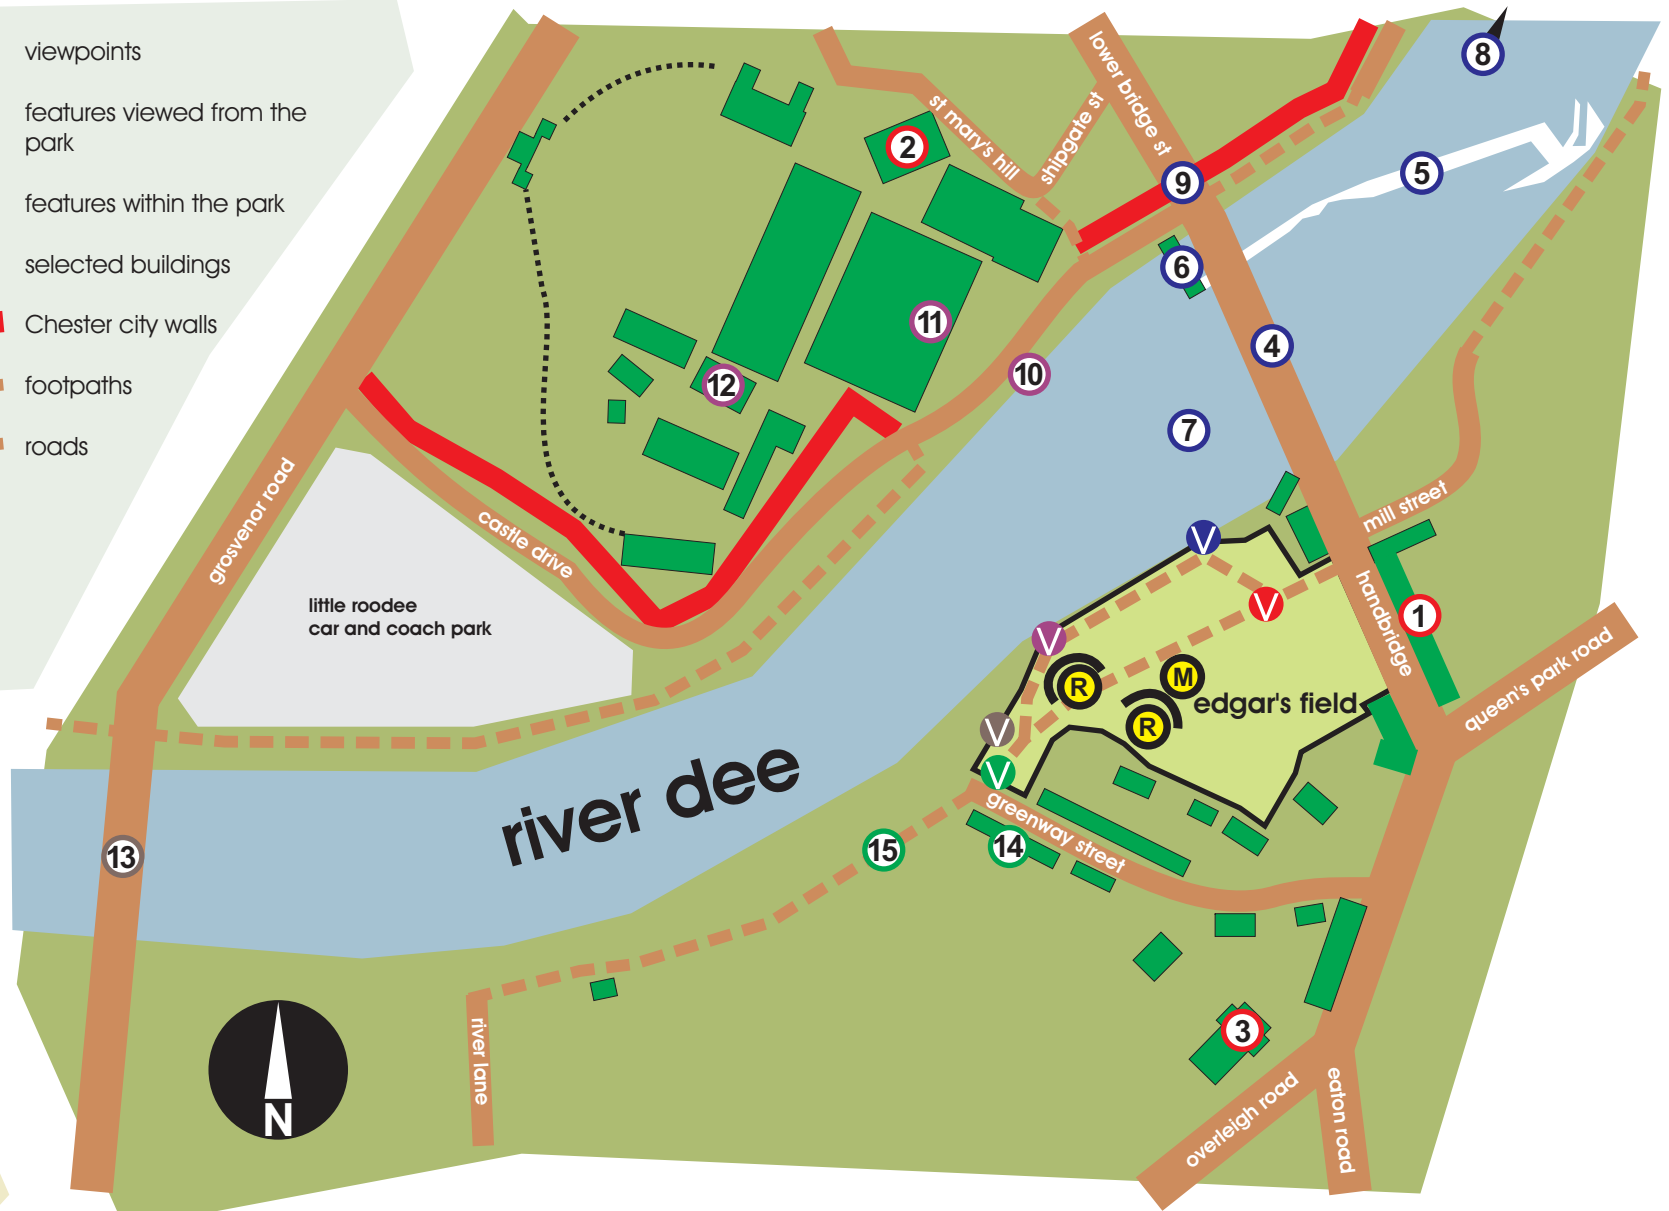 viewpoints
features viewed from the
park
features within the park
selected buildings
Chester city walls
footpaths
roads
8
lower bridge st
st mary's hill
shipgate st
2
5
9
6
11
4
10
12
7
grosvenor road
castle drive
mill street
V
little roodee
car and coach park
V
handbridge
1
V
R
M
edgar's field
queen's park road
R
V
V
river dee
greenway street
13
15
14
N
river lane
3
overleigh road
eaton road